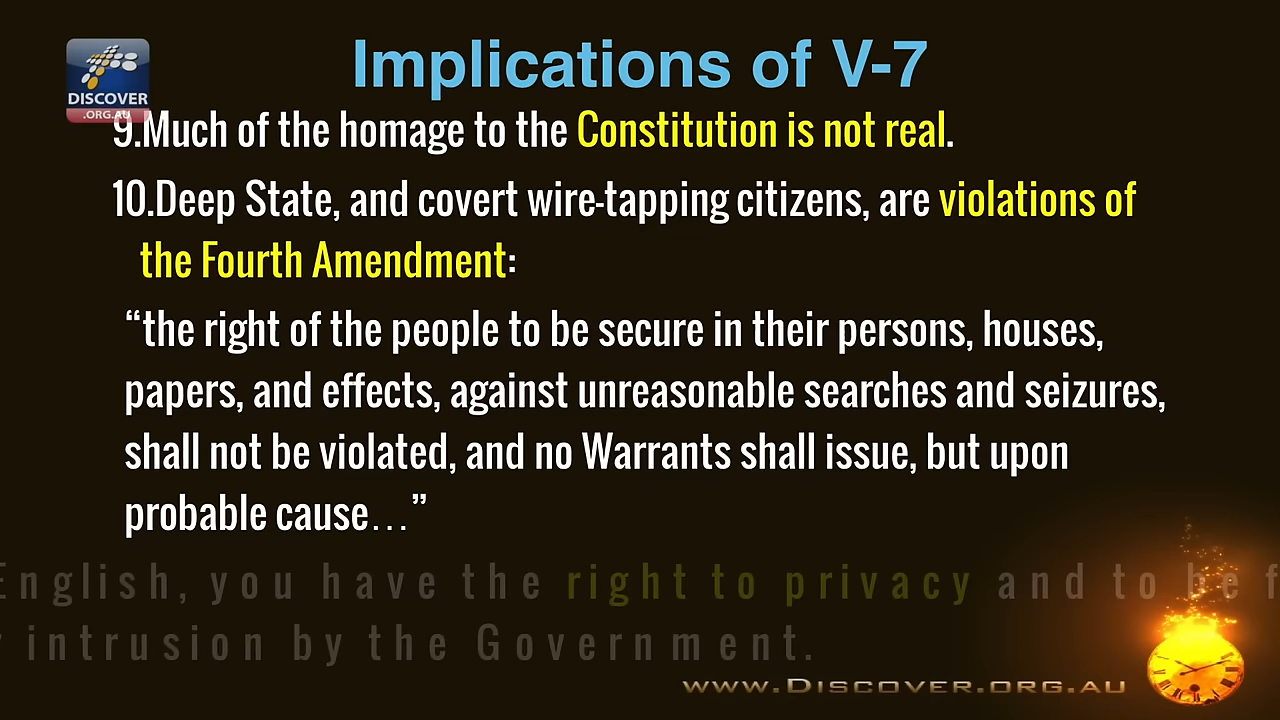 DISCOVER
.ORG.AU
Implications of V-7
9.Much of the homage to the Constitution is not real.
10.Deep State, and covert wire-tapping citizens, are violations of
the Fourth Amendment:
“the right of the people to be secure in their persons, houses,
papers, and effects, against unreasonable searches and seizures,
shall not be violated, and no Warrants shall issue, but upon
probable cause…”
English, you have the right to privacy and to be f
intrusion by the Government.
www.Discover.org.au